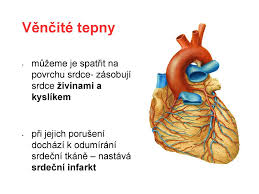 Věnčité tepny
můžeme je spatřit na
povrchu srdce- zásobují
srdce živinami a
kyslíkem
při jejich porušení
dochází k odumírání
srdeční tkáně – nastává
srdeční infarkt